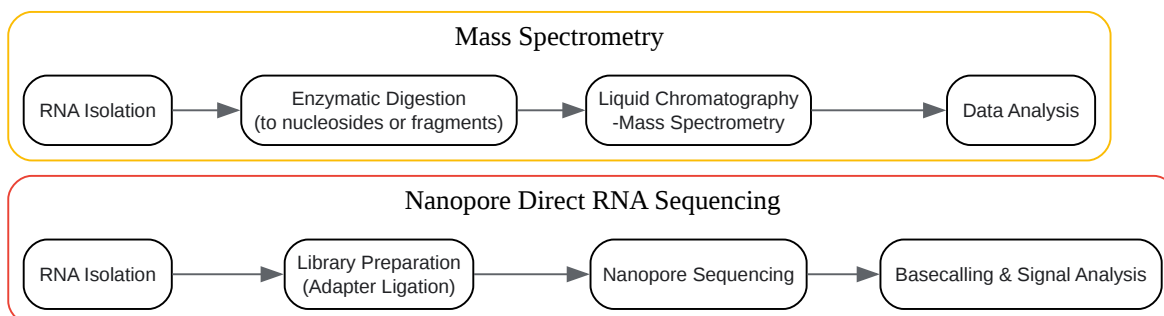 Mass Spectrometry
RNA Isolation
Enzymatic Digestion
(to nucleosides or fragments)
Liquid Chromatography
-Mass Spectrometry
Data Analysis
Nanopore Direct RNA Sequencing
RNA Isolation
Library Preparation
(Adapter Ligation)
Nanopore Sequencing
Basecalling & Signal Analysis